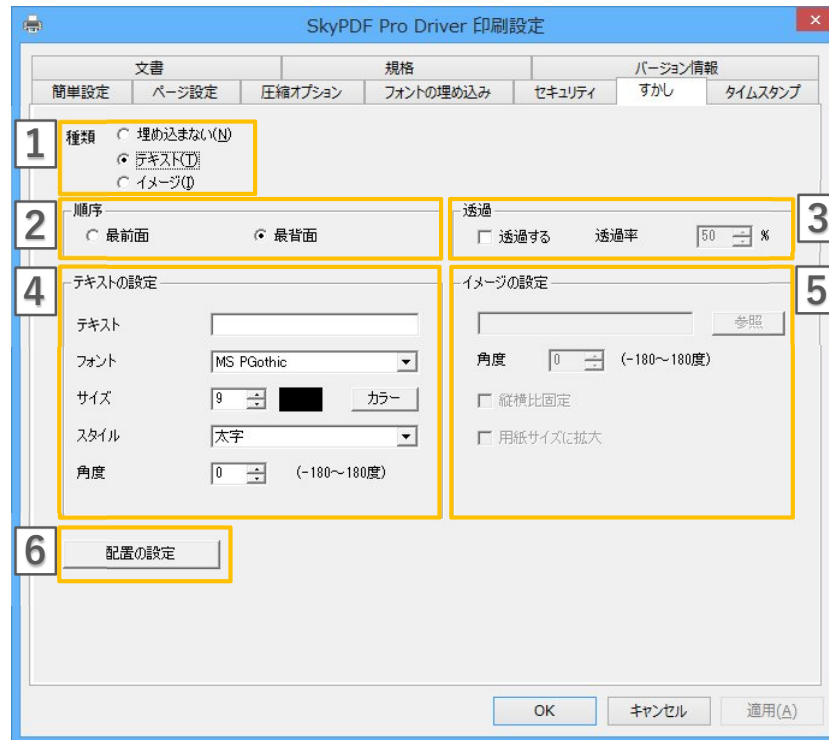 SkyPDF Pro Driver 印刷設定
文書 規格 バージョン情報
簡単設定 ページ設定 圧縮オプション フォントの埋め込み セキュリティ すかし タイムスタンプ
1 種類 埋め込まない(N)
テキスト(T)
イメージ(I)
2 順序
最前面 最背面
透過 3
透過する 透過率 50 %
4 テキストの設定
テキスト
フォント MS PGothic
サイズ 9 カラー
スタイル 太字
角度 0 (-180～180度)
イメージの設定 5
参照
角度 0 (-180～180度)
縦横比固定
用紙サイズに拡大
6 配置の設定
OK キャンセル 適用(A)